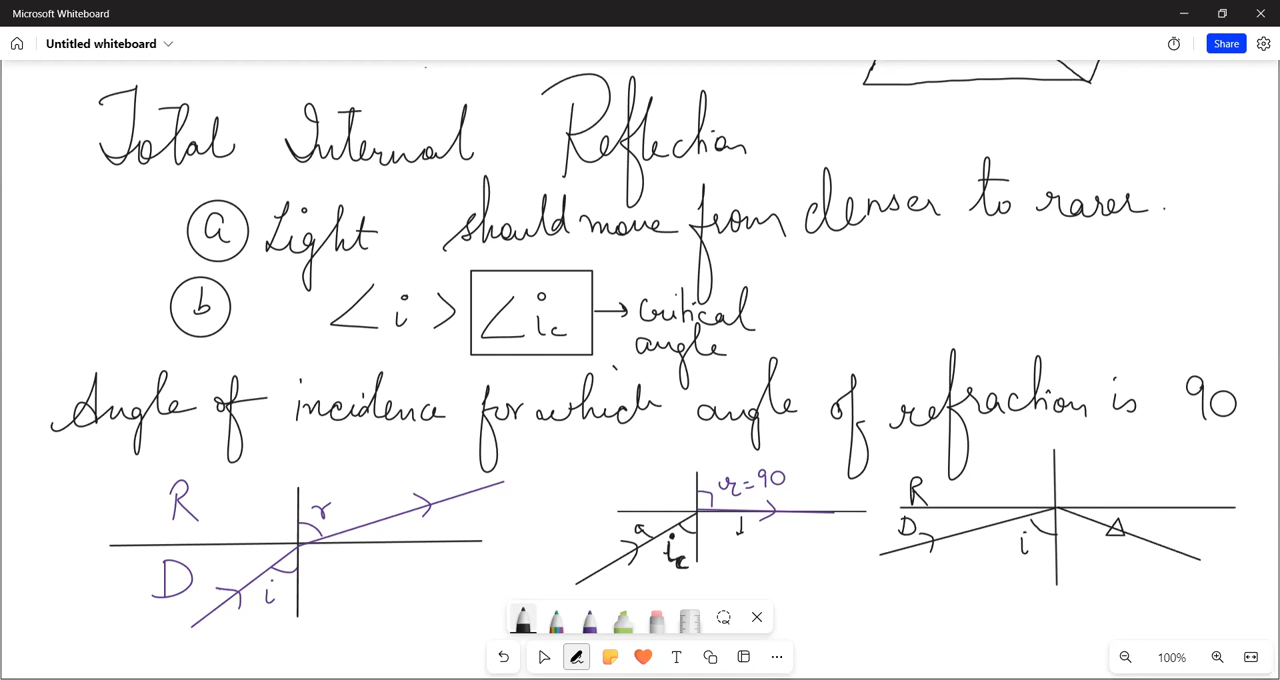 Microsoft Whiteboard
Untitled whiteboard
Share
Total Internal Reflection
a Light should move from denser to rarer.
b ∠i > ∠ic → critical angle
Angle of incidence for which angle of refraction is 90
R
r
D
i
r=90
a
ic
R
D
i
100%